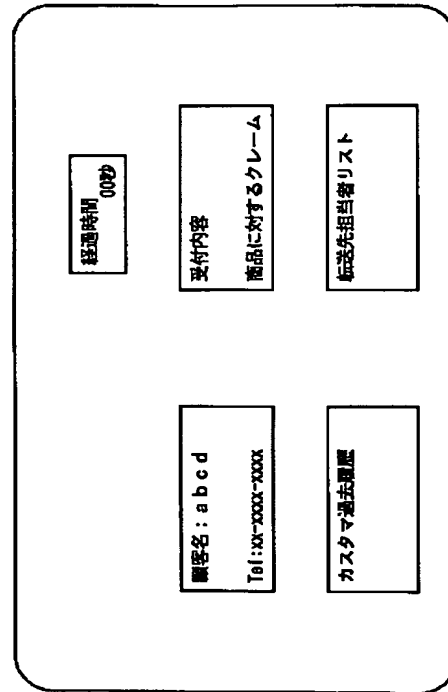 経過時間
00秒
顧客名：ａｂｃｄ
Tel:xx-xxxx-xxxx
受付内容
商品に対するクレーム
カスタマ過去履歴
転送先担当者リスト